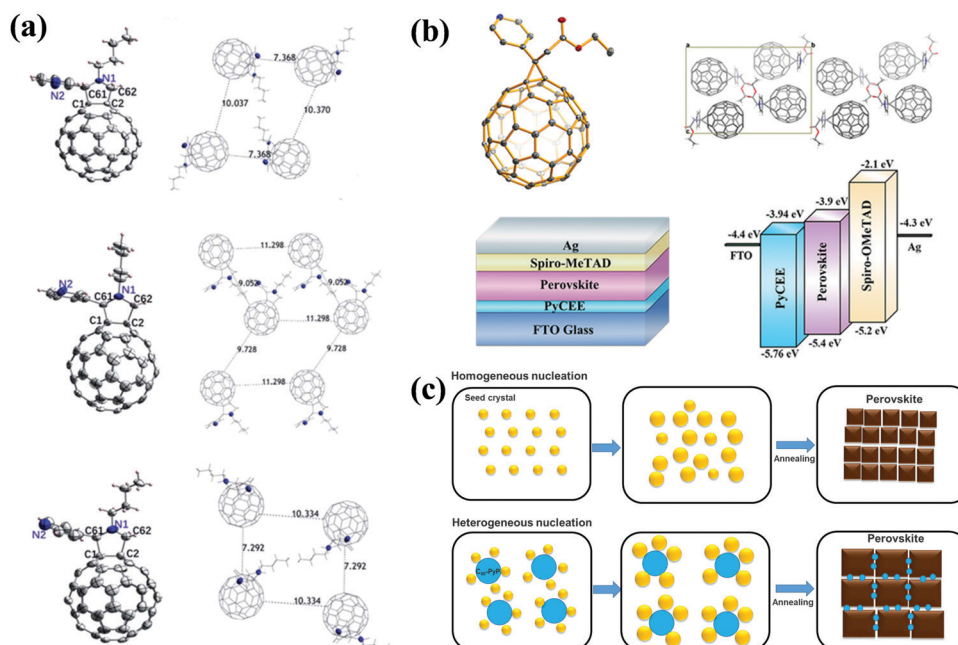 (a)
N1
N2
C61
C62
C1
C2
7.368
10.037
10.370
7.368
N2
N1
C61
C62
C1
C2
11.298
9.052
9.052
11.298
9.728
9.728
11.298
N1
N2
C61
C62
C1
C2
10.334
7.292
7.292
10.334
(b)
a
b
c
Ag
Spiro-MeTAD
Perovskite
PyCEE
FTO Glass
-2.1 eV
-3.94 eV
-3.9 eV
-4.4 eV
-4.3 eV
FTO
Ag
PyCEE
Perovskite
Spiro-OMeTAD
-5.2 eV
-5.4 eV
-5.76 eV
(c)
Homogeneous nucleation
Seed crystal
Annealing
Perovskite
Heterogeneous nucleation
Annealing
Perovskite